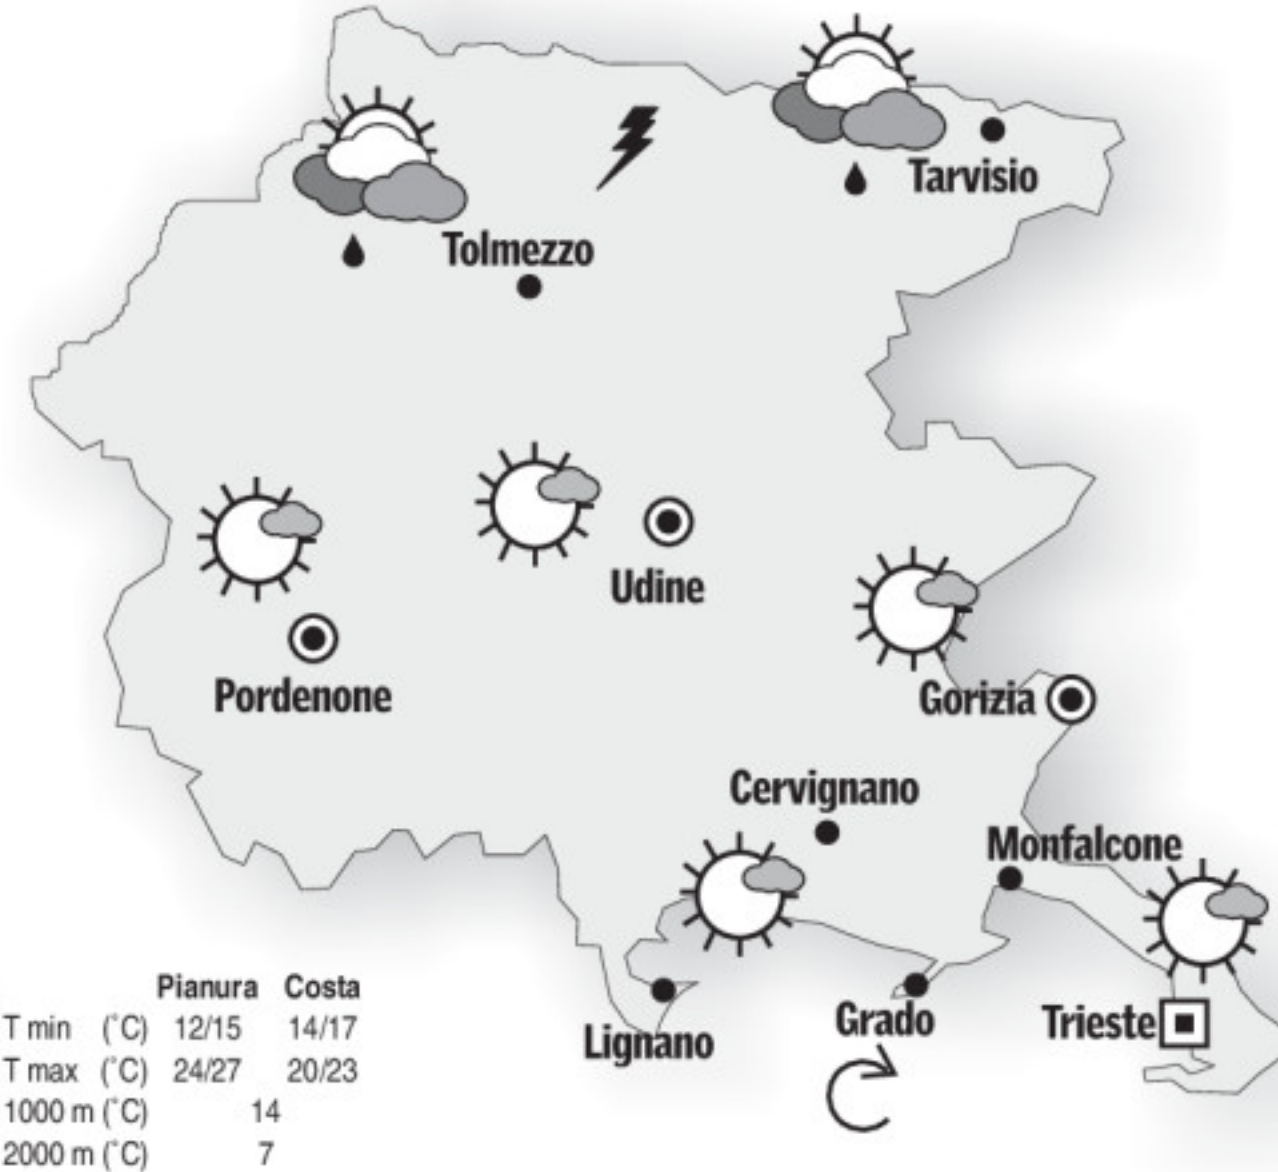 Tarvisio
Tolmezzo
Udine
Pordenone
Gorizia
Cervignano
Monfalcone
Lignano
Grado
Trieste
Pianura Costa
T min (°C) 12/15 14/17
T max (°C) 24/27 20/23
1000 m (°C) 14
2000 m (°C) 7